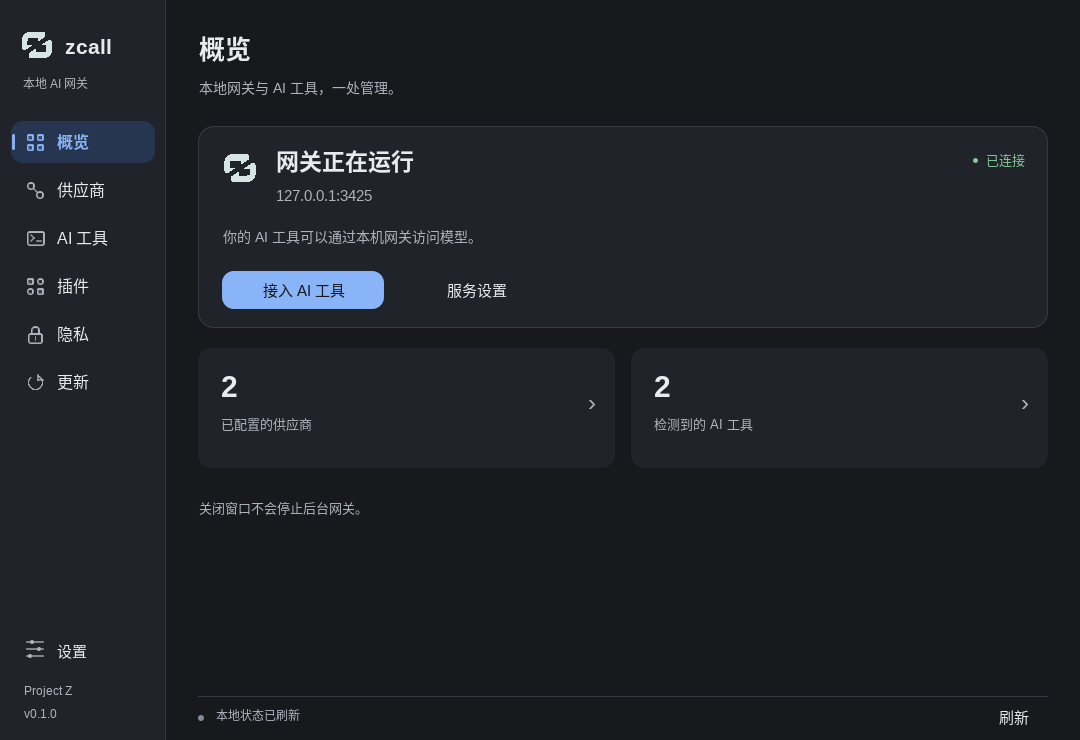 zcall
本地 AI 网关
概览
供应商
AI 工具
插件
隐私
更新
设置
Project Z
v0.1.0
概览
本地网关与 AI 工具，一处管理。
网关正在运行
127.0.0.1:3425
已连接
你的 AI 工具可以通过本机网关访问模型。
接入 AI 工具
服务设置
2
已配置的供应商
2
检测到的 AI 工具
关闭窗口不会停止后台网关。
本地状态已刷新
刷新